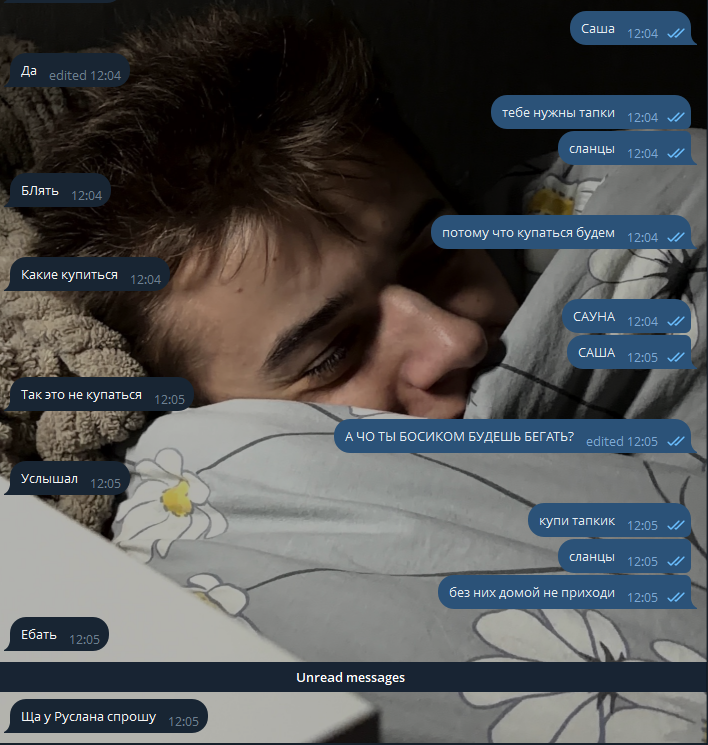 Саша 12:04
Да edited 12:04
тебе нужны тапки 12:04
сланцы 12:04
БЛять 12:04
потому что купаться будем 12:04
Какие купиться 12:04
САУНА 12:04
САША 12:05
Так это не купаться 12:05
А ЧО ТЫ БОСИКОМ БУДЕШЬ БЕГАТЬ? edited 12:05
Услышал 12:05
купи тапкик 12:05
сланцы 12:05
без них домой не приходи 12:05
Ебать 12:05
Unread messages
Ща у Руслана спрошу 12:05